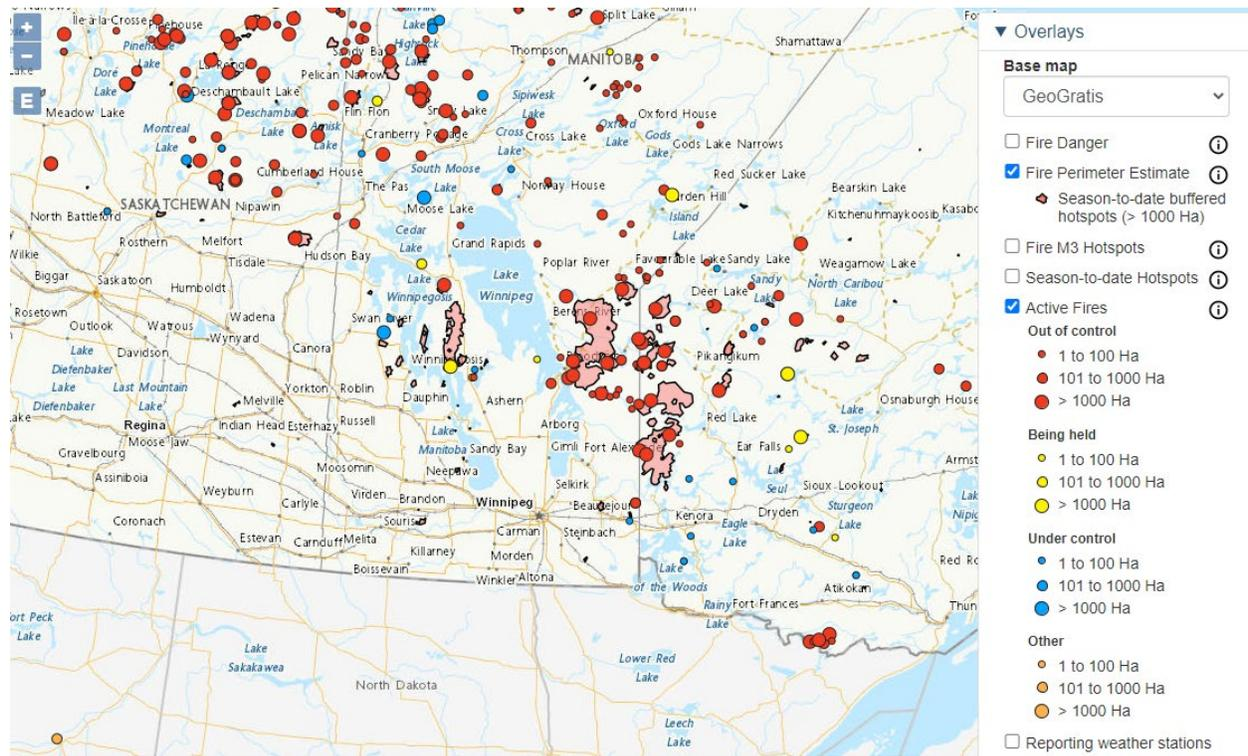 Île-à-la-Crosse
Pinehouse
Lake
Split Lake
Shamattawa
Thompson
MANITOBA
Sandy Bay
Highrock
Lake
Pelican Narrows
Doré
Lake
La Ronge
Deschambault Lake
Deschambault
Lake
Meadow Lake
Flin Flon
Snow Lake
Sipiwesk
Lake
Oxford House
Montreal
Lake
Amisk
Lake
Cranberry Portage
Cross
Lake
Cross Lake
Oxford
Lake
Gods
Lake
Gods Lake Narrows
Cumberland House
South Moose
Lake
Norway House
Red Sucker Lake
The Pas
Moose Lake
Island
Lake
Bearskin Lake
SASKATCHEWAN
Nipawin
North Battleford
Kitchenuhmaykoosib
Cedar
Lake
Rosthern
Melfort
Hudson Bay
Grand Rapids
Poplar River
Favourable Lake
Sandy Lake
Weagamow Lake
Wilkie
Tisdale
Biggar
Saskatoon
Humboldt
Lake
Winnipegosis
Lake
Winnipeg
Deer Lake
Sandy
Lake
North Caribou
Lake
Rosetown
Outlook
Watrous
Wadena
Wynyard
Swan River
Berens River
Davidson
Canora
Pikangikum
Lake
Diefenbaker
Last Mountain
Lake
Lake
Diefenbaker
Yorkton
Roblin
Dauphin
Ashern
Osnaburgh House
Melville
Regina
Indian Head
Esterhazy
Russell
Arborg
Red Lake
Lake
St. Joseph
Moose Jaw
Gravelbourg
Lake
Manitoba
Sandy Bay
Gimli
Ear Falls
Moosomin
Neepawa
Assiniboia
Selkirk
Lac
Seul
Sioux Lookout
Weyburn
Virden
Brandon
Winnipeg
Beausejour
Sturgeon
Lake
Carlyle
Souris
Carman
Steinbach
Kenora
Eagle
Lake
Dryden
Coronach
Estevan
Carnduff
Melita
Killarney
Morden
Boissevain
Winkler
Altona
Lake
of the Woods
Atikokan
Rainy
Lake
Fort Frances
Lake
Sakakawea
North Dakota
Lower Red
Lake
Leech
Lake
+
−
E
▼ Overlays
Base map
GeoGratis
Fire Danger
Fire Perimeter Estimate
Season-to-date buffered
hotspots (> 1000 Ha)
Fire M3 Hotspots
Season-to-date Hotspots
Active Fires
Out of control
1 to 100 Ha
101 to 1000 Ha
> 1000 Ha
Being held
1 to 100 Ha
101 to 1000 Ha
> 1000 Ha
Under control
1 to 100 Ha
101 to 1000 Ha
> 1000 Ha
Other
1 to 100 Ha
101 to 1000 Ha
> 1000 Ha
Reporting weather stations